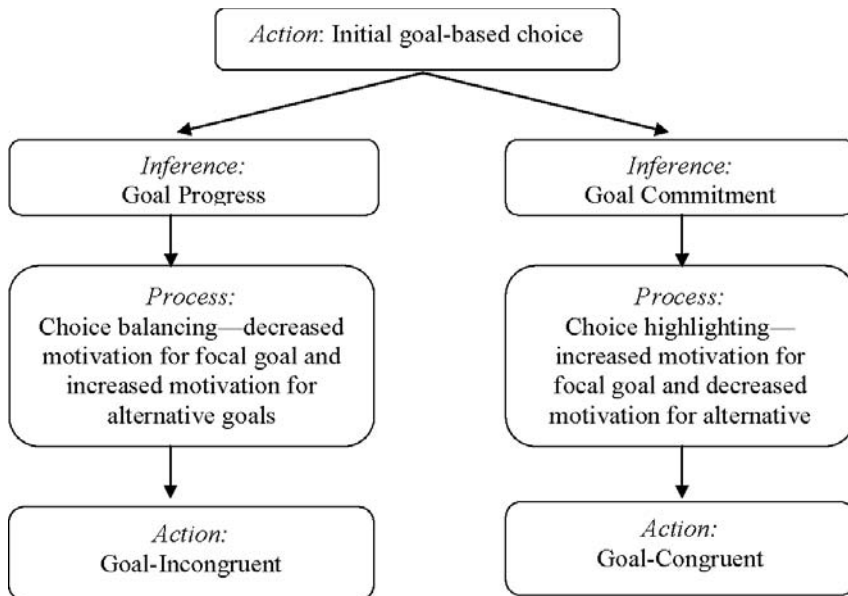 Action: Initial goal-based choice
Inference:
Goal Progress
Inference:
Goal Commitment
Process:
Choice balancing—decreased
motivation for focal goal and
increased motivation for
alternative goals
Process:
Choice highlighting—
increased motivation for
focal goal and decreased
motivation for alternative
Action:
Goal-Incongruent
Action:
Goal-Congruent